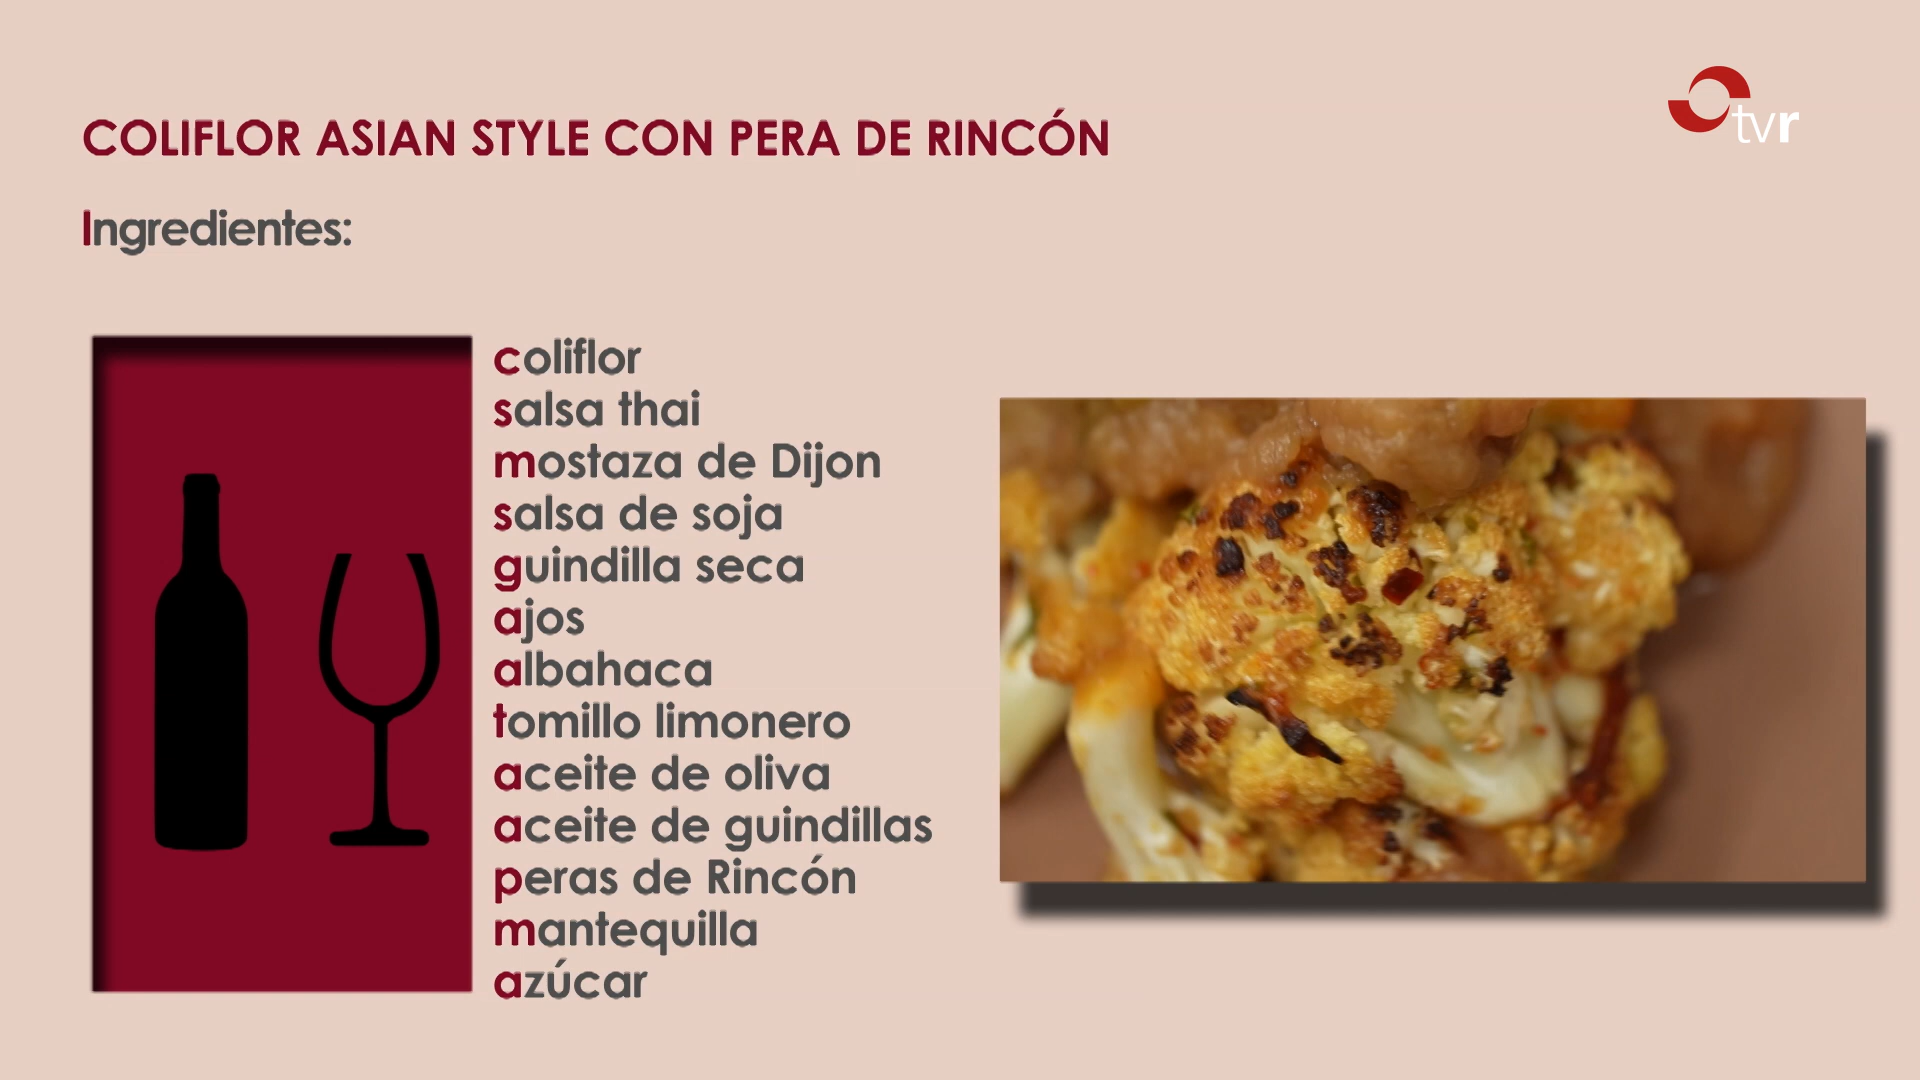 COLIFLOR ASIAN STYLE CON PERA DE RINCÓN
tvr
Ingredientes:
coliflor
salsa thai
mostaza de Dijon
salsa de soja
guindilla seca
ajos
albahaca
tomillo limonero
aceite de oliva
aceite de guindillas
peras de Rincón
mantequilla
azúcar